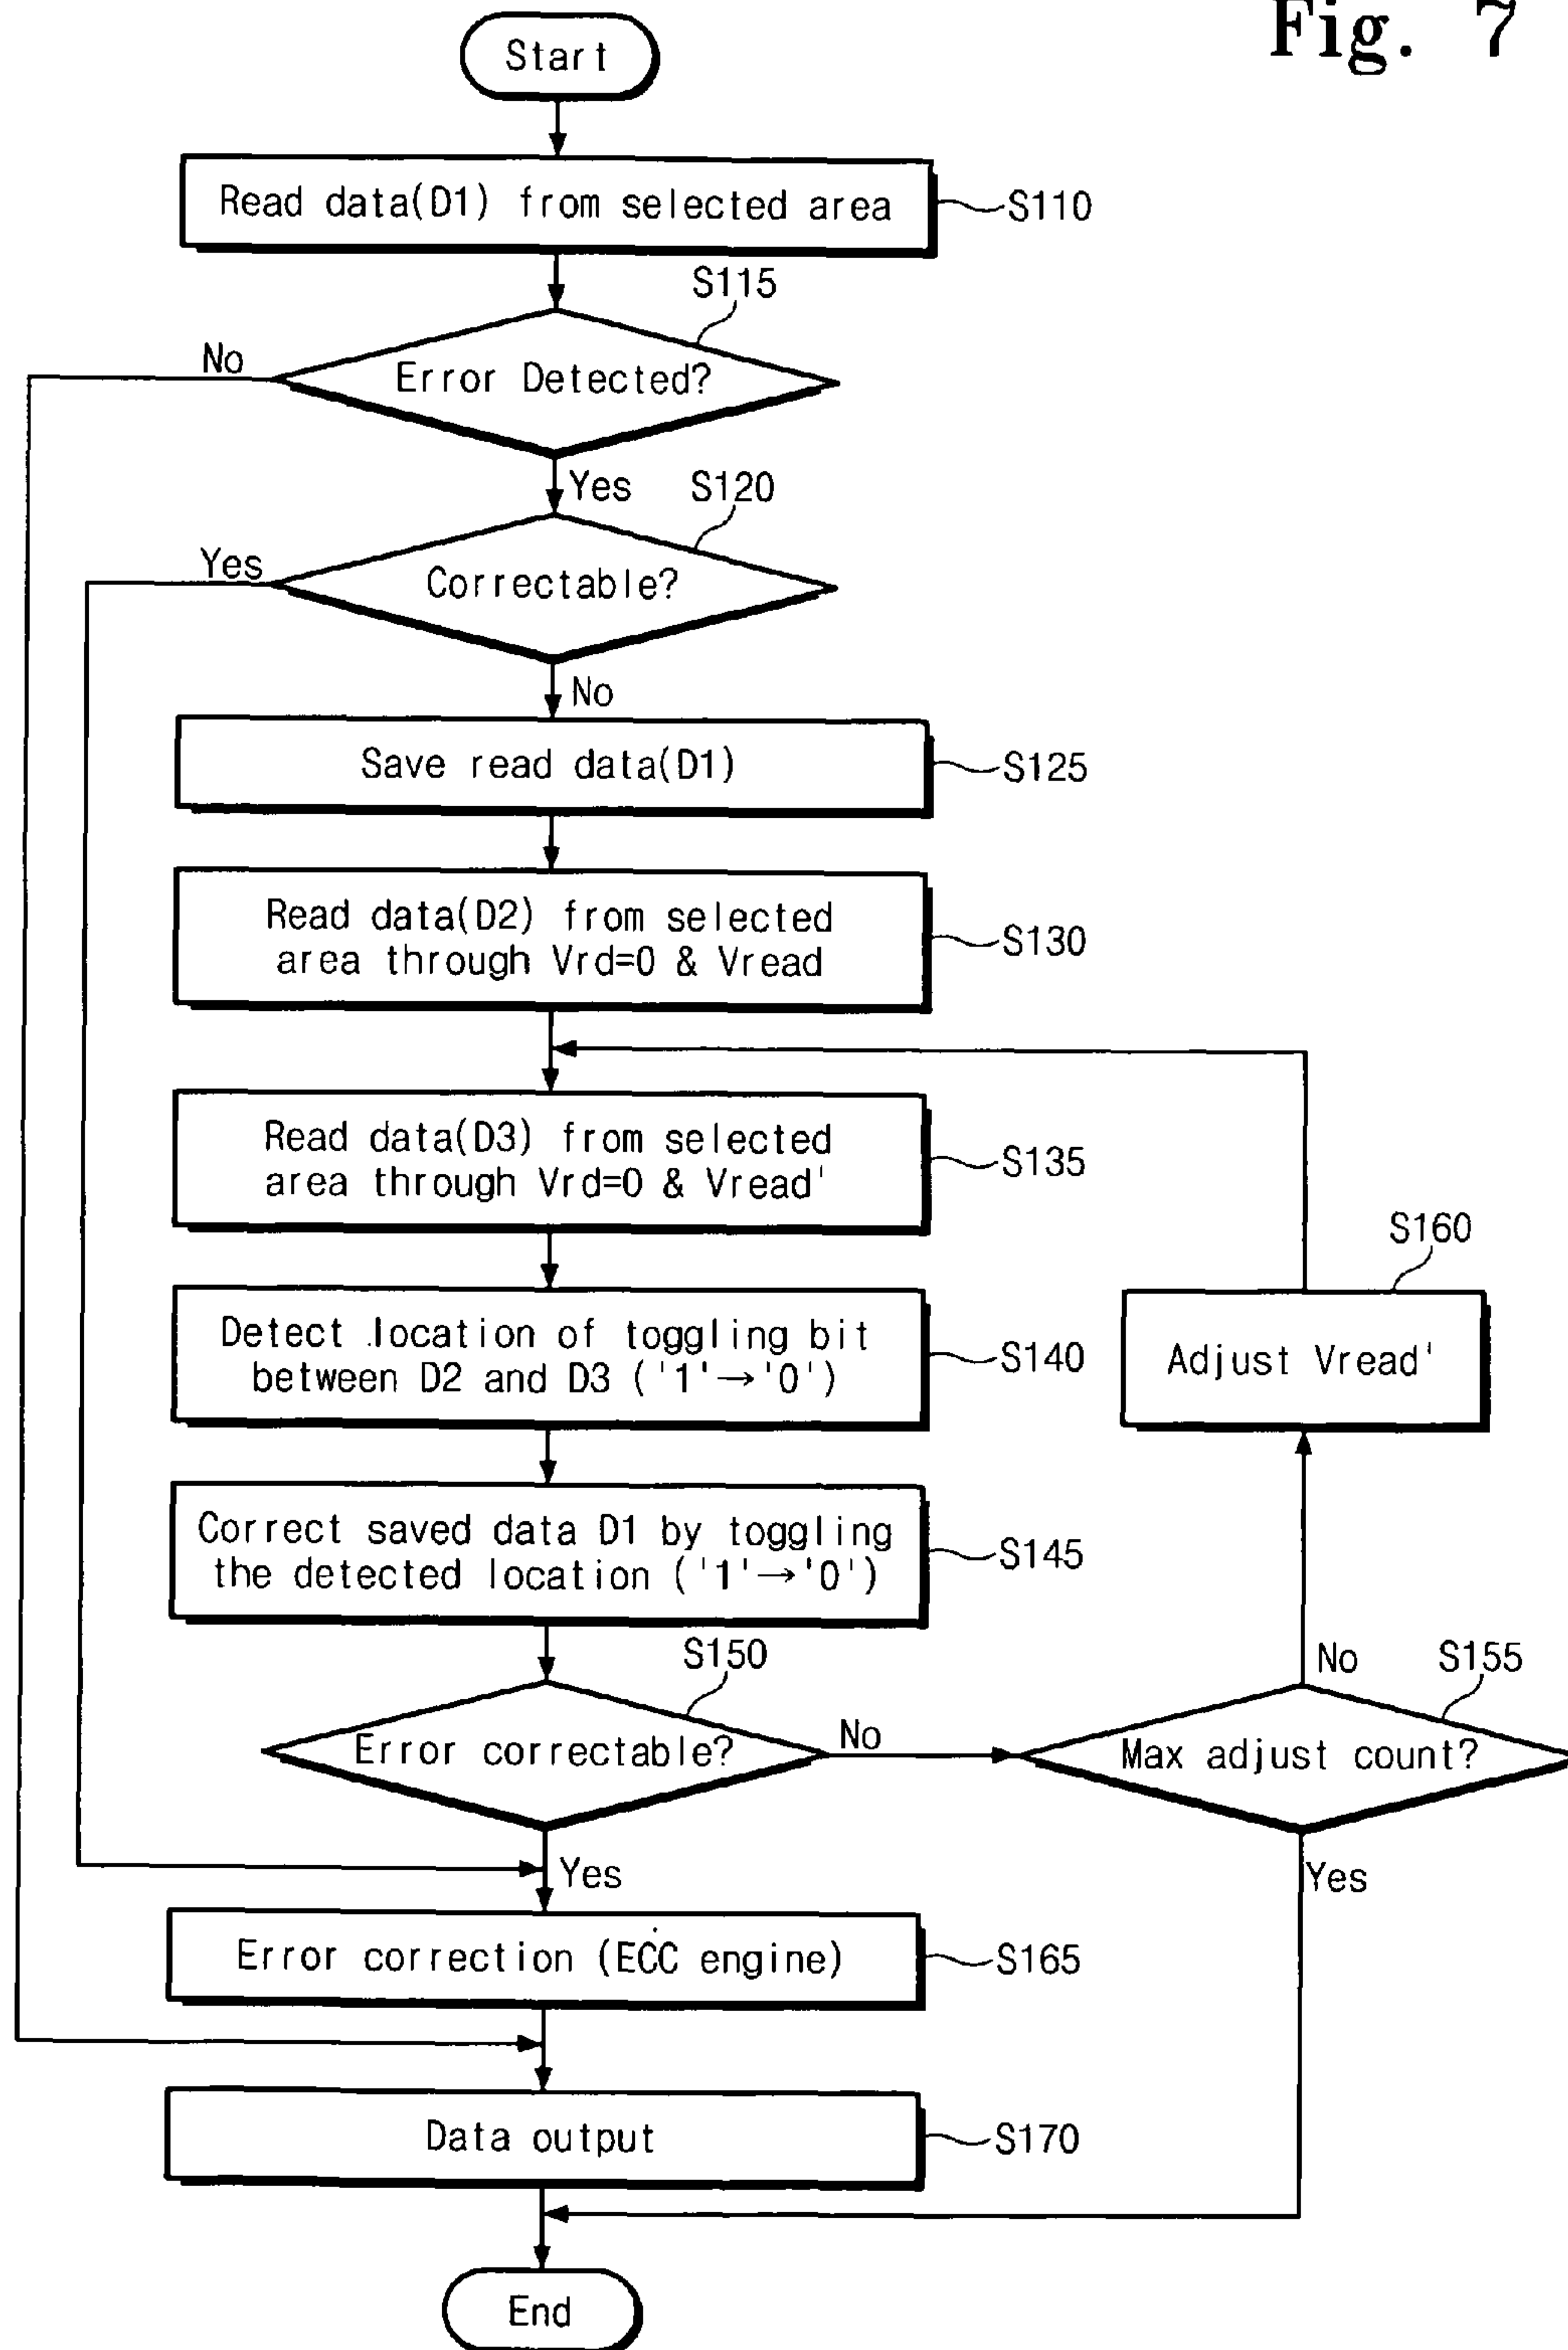 Fig. 7
Start
Read data(D1) from selected area
S110
S115
Error Detected?
No
Yes
S120
Correctable?
Yes
No
Save read data(D1)
S125
Read data(D2) from selected
area through Vrd=0 & Vread
S130
Read data(D3) from selected
area through Vrd=0 & Vread'
S135
Detect location of toggling bit
between D2 and D3 ('1'→'0')
S140
S160
Adjust Vread'
Correct saved data D1 by toggling
the detected location ('1'→'0')
S145
S150
Error correctable?
No
No
S155
Max adjust count?
Yes
Yes
Error correction (ECC engine)
S165
Data output
S170
End